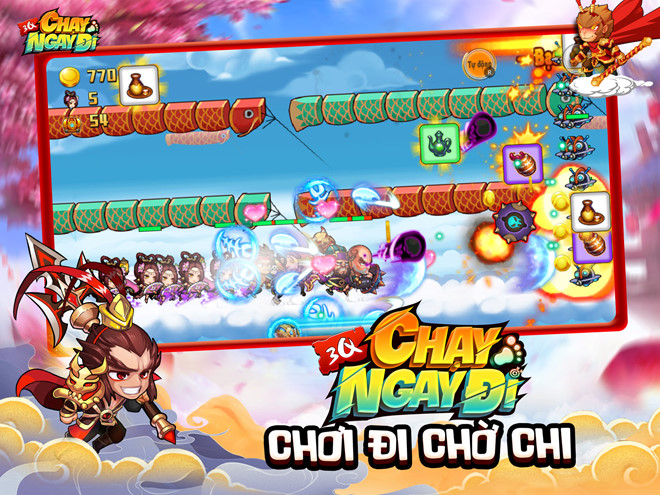 3Q CHẠY
NGAY ĐI
770
5
54
Tự động
3Q CHẠY
NGAY ĐI
CHƠI ĐI CHỜ CHI